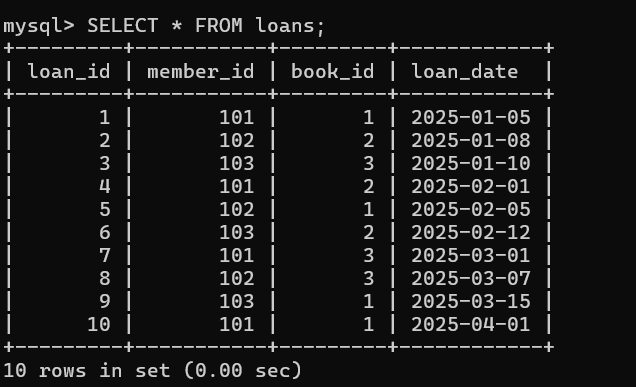 mysql> SELECT * FROM loans;
+---------+-----------+---------+------------+
| loan_id | member_id | book_id | loan_date  |
+---------+-----------+---------+------------+
|       1 |       101 |       1 | 2025-01-05 |
|       2 |       102 |       2 | 2025-01-08 |
|       3 |       103 |       3 | 2025-01-10 |
|       4 |       101 |       2 | 2025-02-01 |
|       5 |       102 |       1 | 2025-02-05 |
|       6 |       103 |       2 | 2025-02-12 |
|       7 |       101 |       3 | 2025-03-01 |
|       8 |       102 |       3 | 2025-03-07 |
|       9 |       103 |       1 | 2025-03-15 |
|      10 |       101 |       1 | 2025-04-01 |
+---------+-----------+---------+------------+
10 rows in set (0.00 sec)